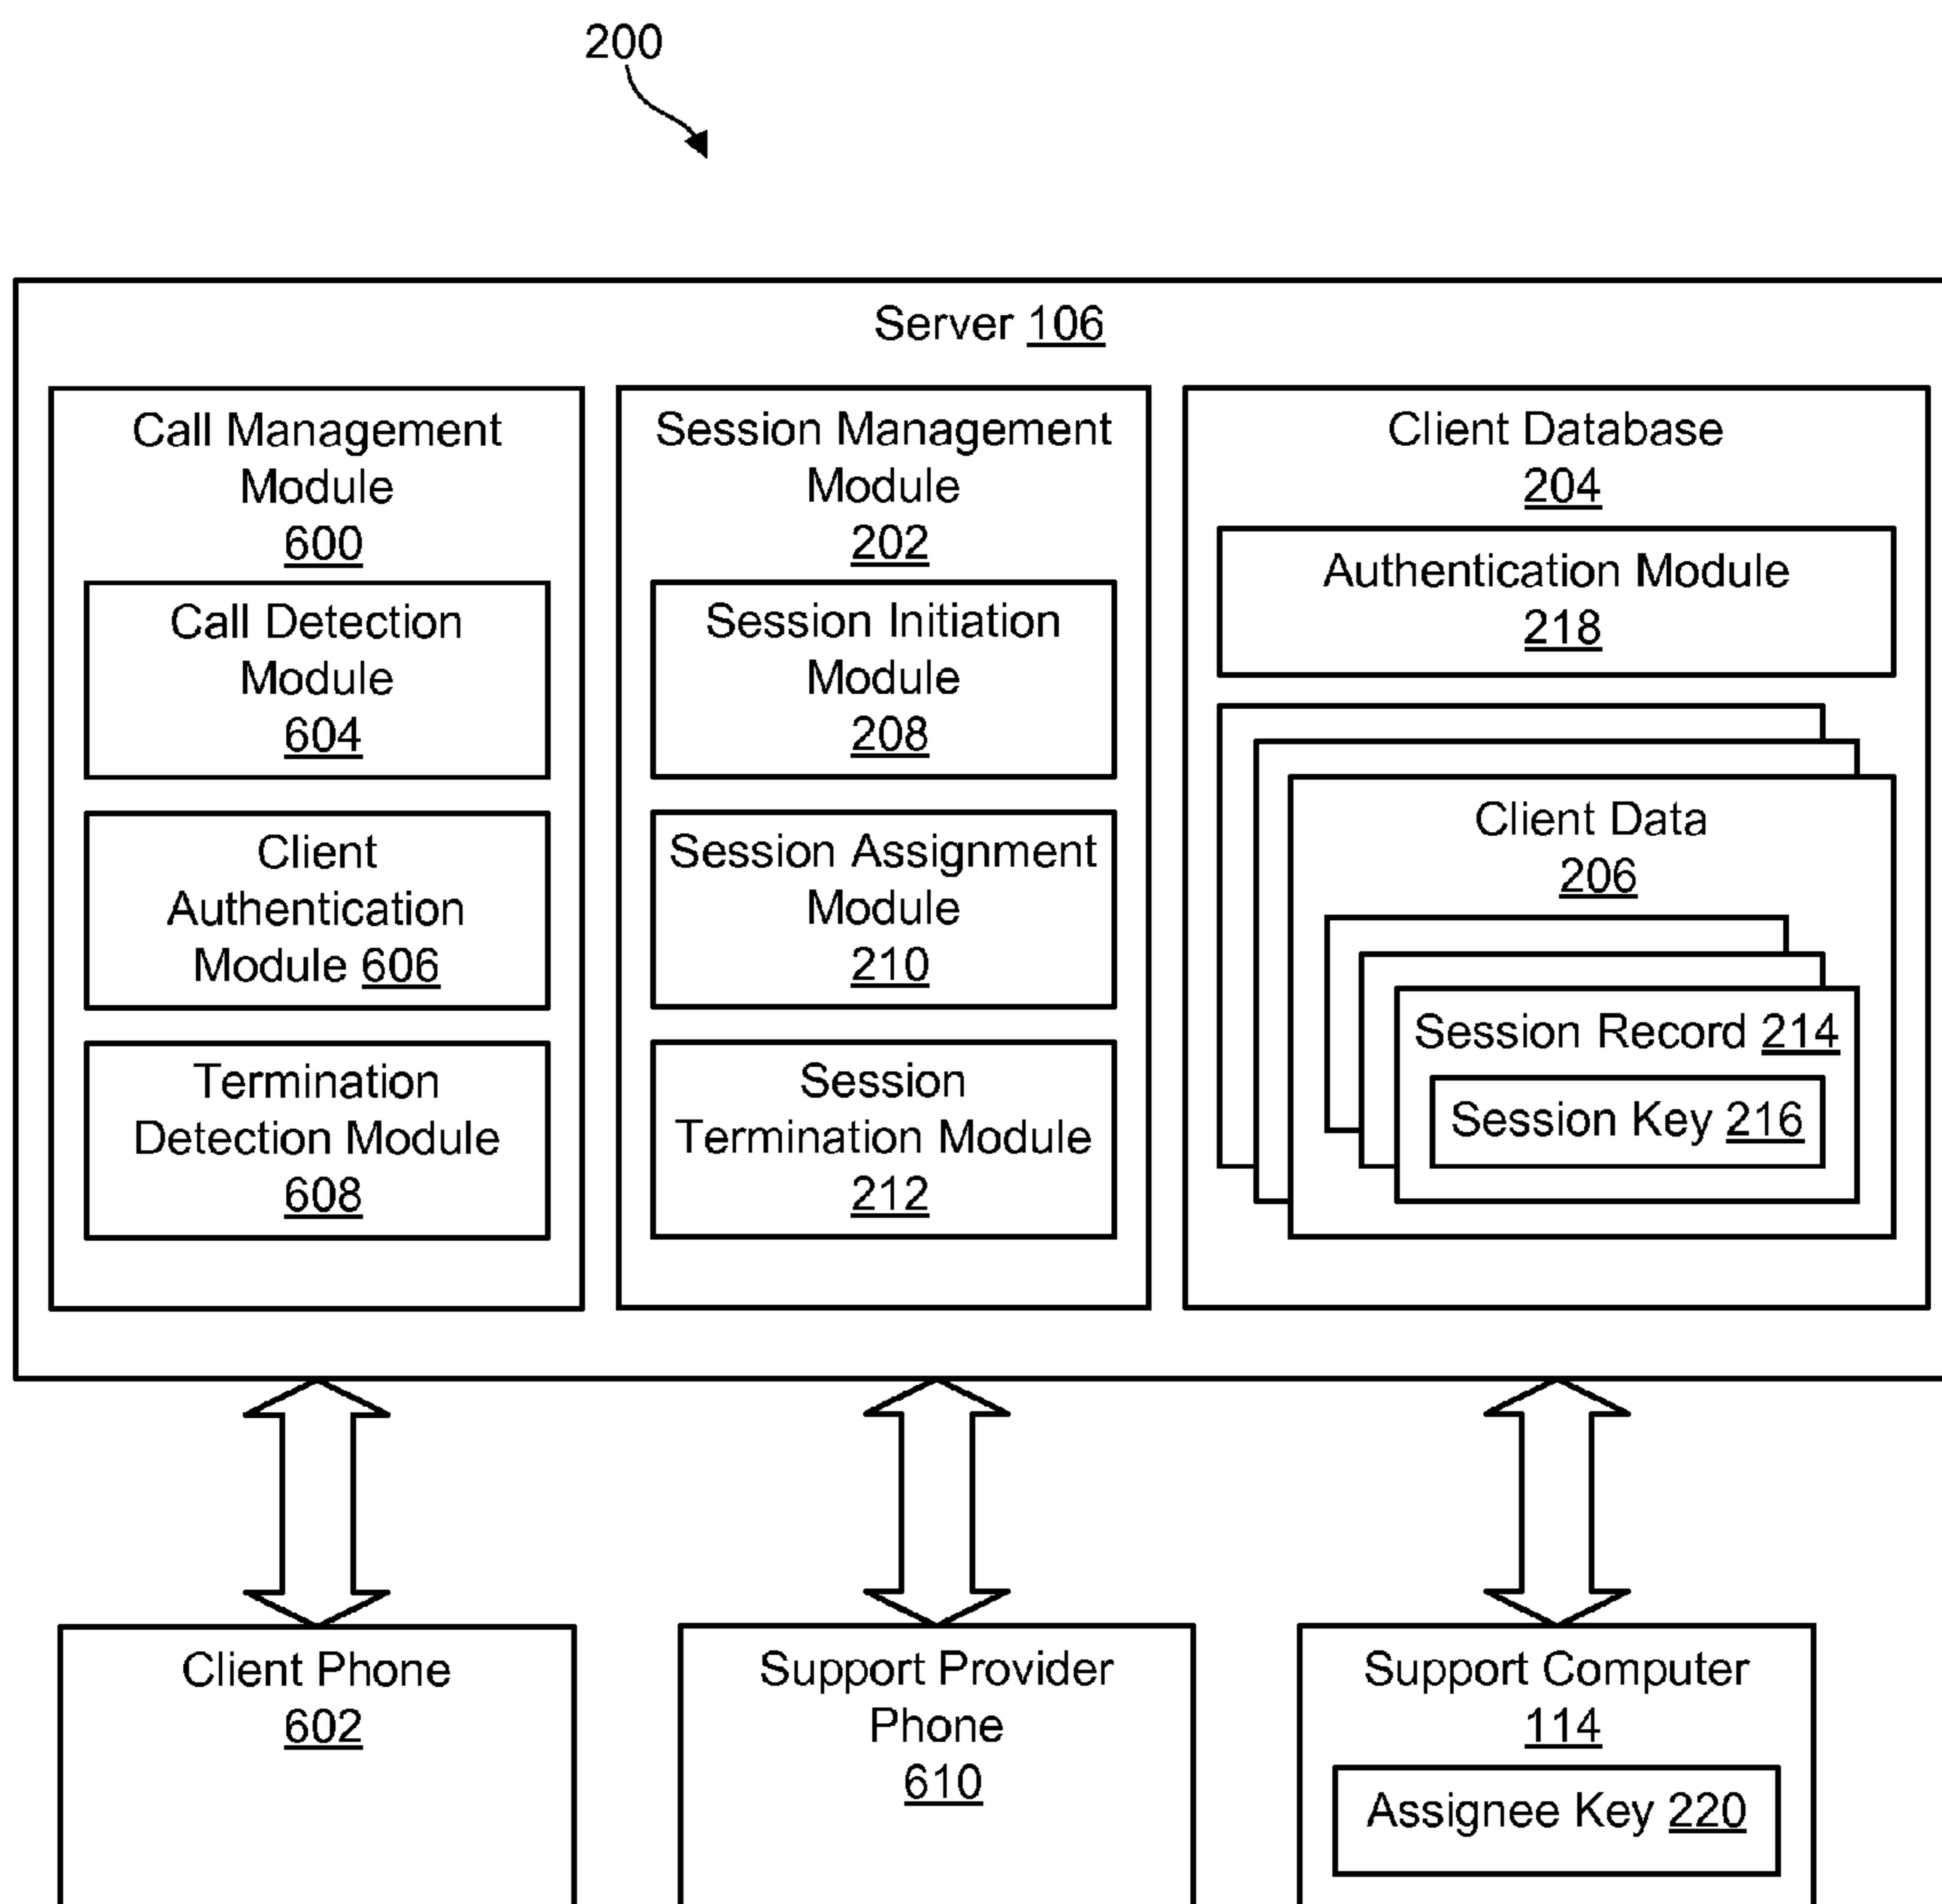 200
Server 106
Call Management
Module
600
Call Detection
Module
604
Client
Authentication
Module 606
Termination
Detection Module
608
Session Management
Module
202
Session Initiation
Module
208
Session Assignment
Module
210
Session
Termination Module
212
Client Database
204
Authentication Module
218
Client Data
206
Session Record 214
Session Key 216
Client Phone
602
Support Provider
Phone
610
Support Computer
114
Assignee Key 220